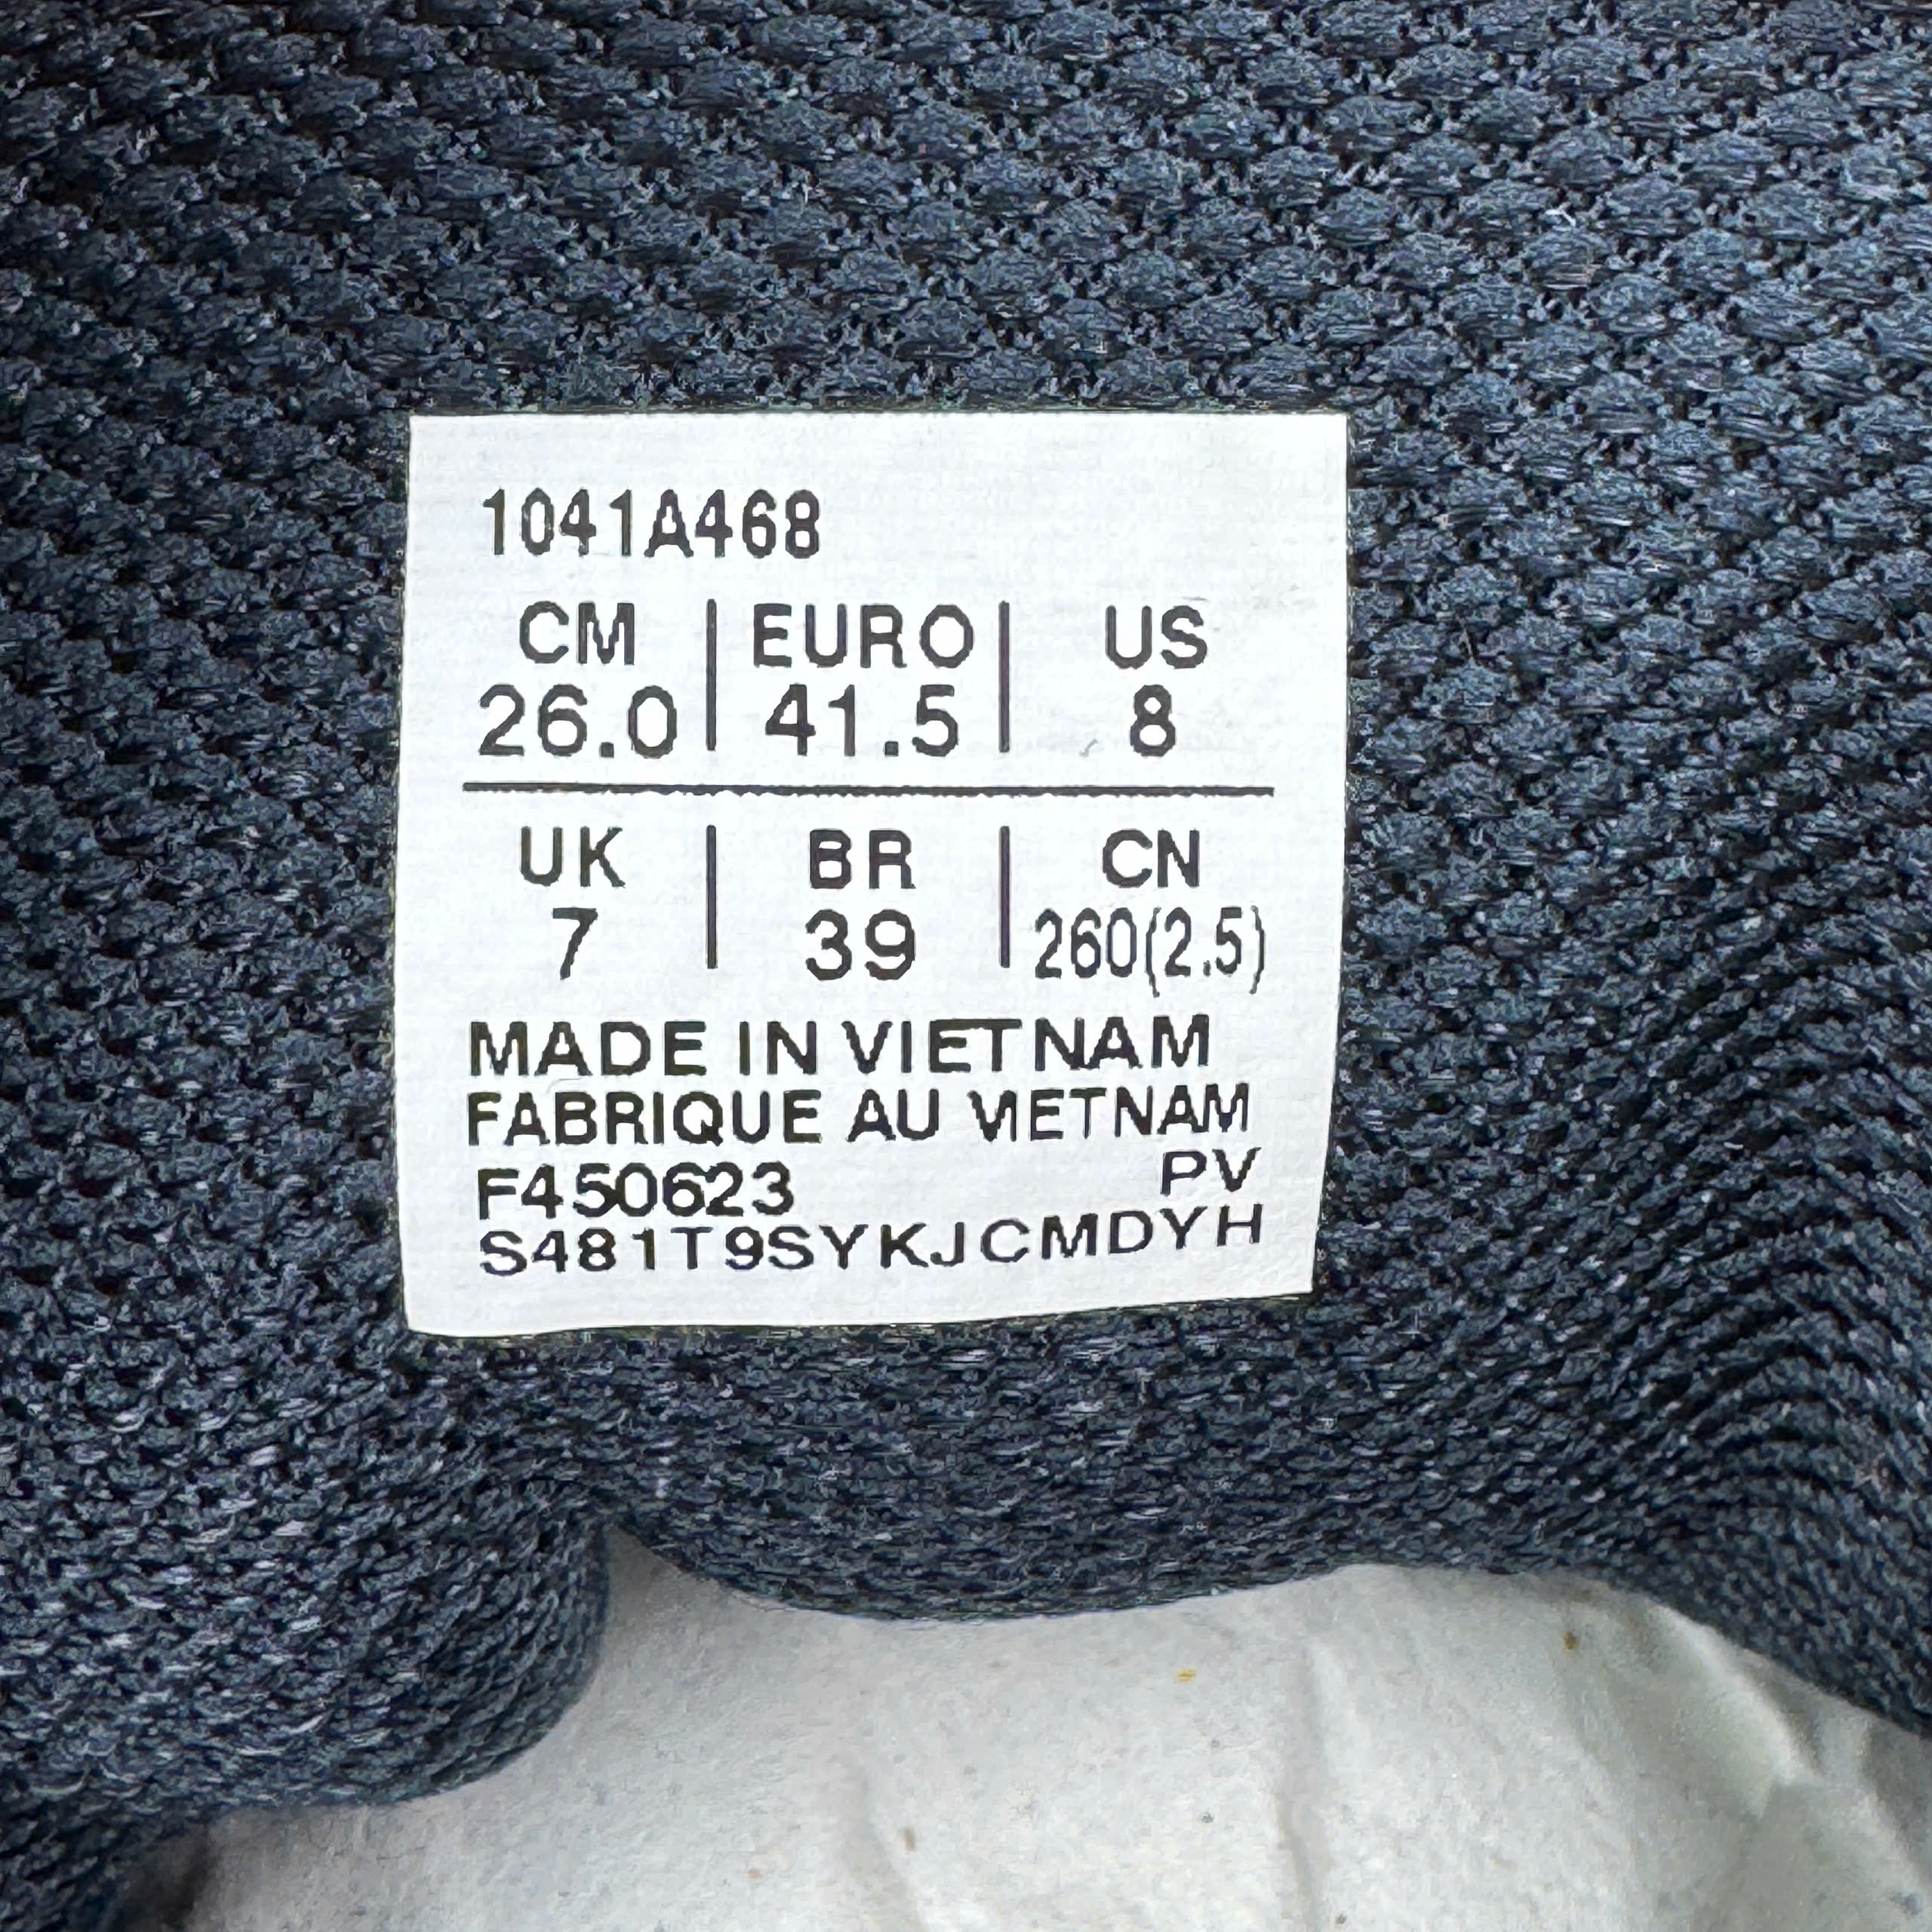 1041A468
CM | EURO | US
26.0 | 41.5 | 8
UK | BR | CN
7 | 39 | 260(2.5)
MADE IN VIETNAM
FABRIQUE AU VIETNAM
F450623 PV
S481T9SYKJCMDYH